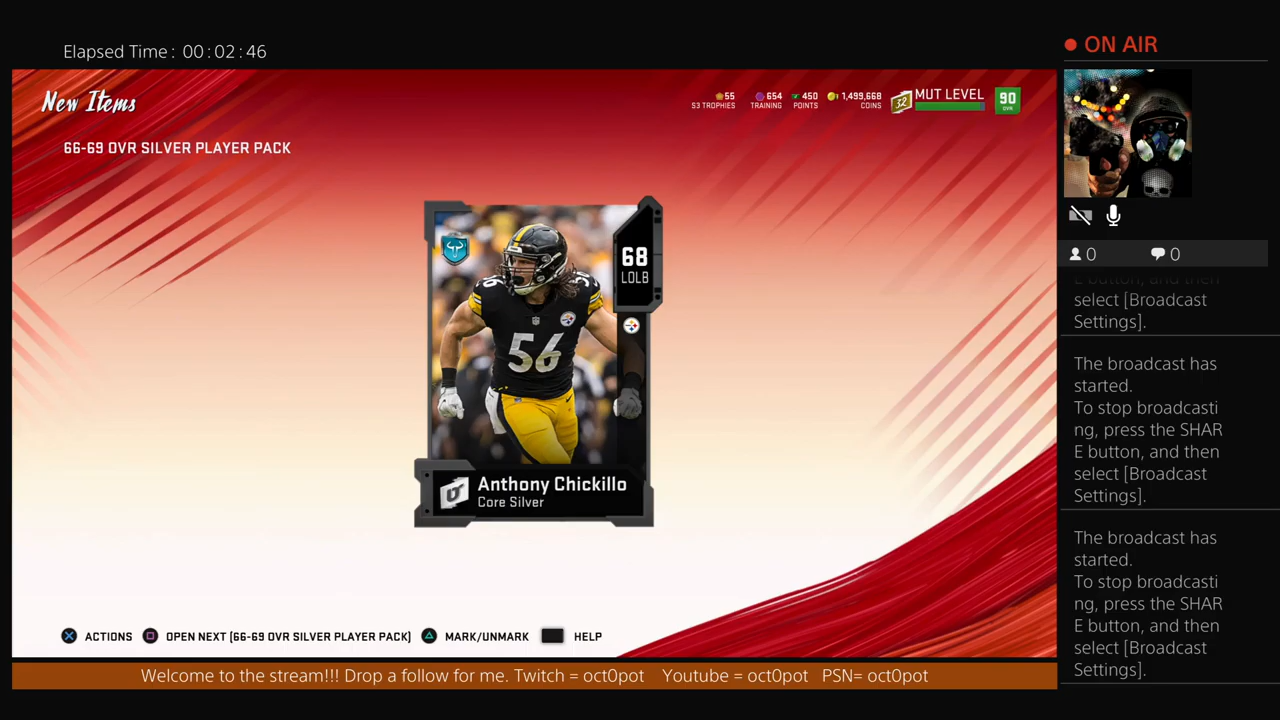 Elapsed Time: 00:02:46
ON AIR
New Items
55
S3 TROPHIES
654
TRAINING
450
POINTS
1,499,668
COINS
32
MUT LEVEL
90
OVR
66-69 OVR SILVER PLAYER PACK
68
LOLB
56
Anthony Chickillo
Core Silver
ACTIONS
OPEN NEXT [66-69 OVR SILVER PLAYER PACK]
MARK/UNMARK
HELP
Welcome to the stream!!! Drop a follow for me. Twitch = oct0pot Youtube = oct0pot PSN= oct0pot
0
0
E button, and then
select [Broadcast
Settings].
The broadcast has
started.
To stop broadcasti
ng, press the SHAR
E button, and then
select [Broadcast
Settings].
The broadcast has
started.
To stop broadcasti
ng, press the SHAR
E button, and then
select [Broadcast
Settings].